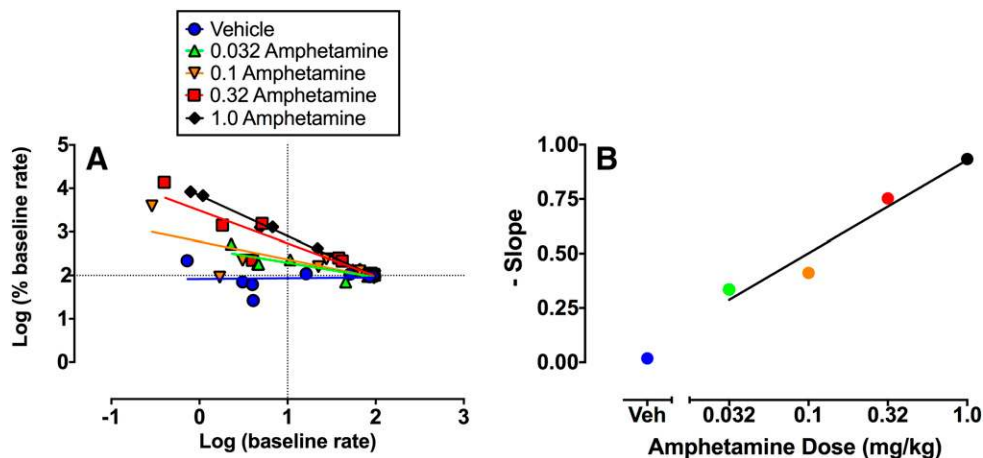 Vehicle
0.032 Amphetamine
0.1 Amphetamine
0.32 Amphetamine
1.0 Amphetamine
A
Log (% baseline rate)
5
4
3
2
1
0
-1 0 1 2 3
Log (baseline rate)
B
- Slope
1.00
0.75
0.50
0.25
0.00
Veh 0.032 0.1 0.32 1.0
Amphetamine Dose (mg/kg)